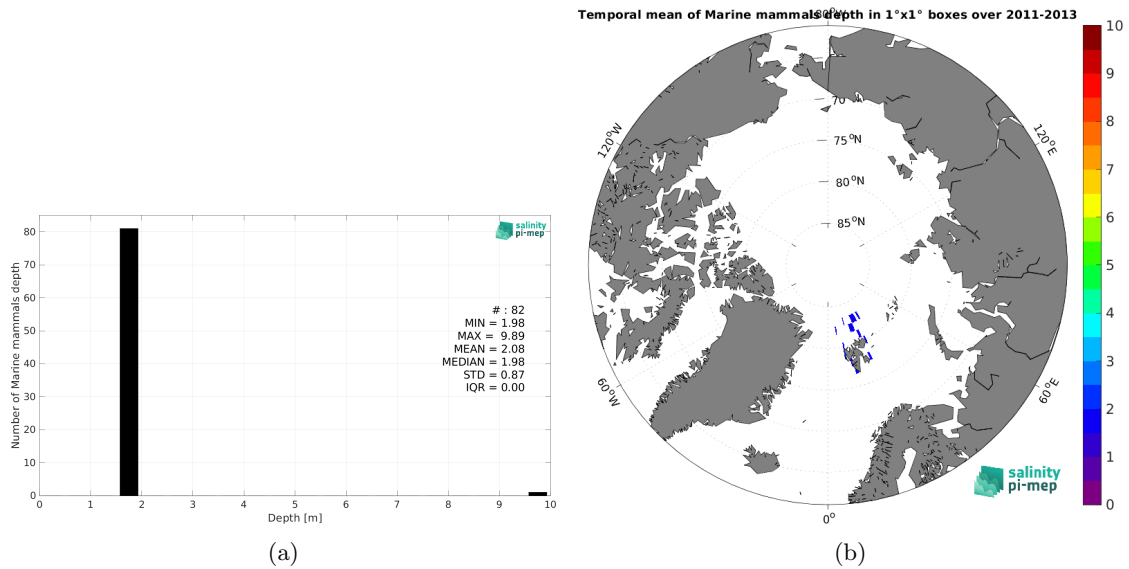 80
70
60
50
40
30
20
10
0
Number of Marine mammals depth
salinity
pi-mep
# : 82
MIN = 1.98
MAX = 9.89
MEAN = 2.08
MEDIAN = 1.98
STD = 0.87
IQR = 0.00
0 1 2 3 4 5 6 7 8 9 10
Depth [m]
(a)
Temporal mean of Marine mammals depth in 1°x1° boxes over 2011-2013
180°W
120°W
120°E
70°N
75°N
80°N
85°N
60°W
60°E
0°
salinity
pi-mep
10
9
8
7
6
5
4
3
2
1
0
(b)